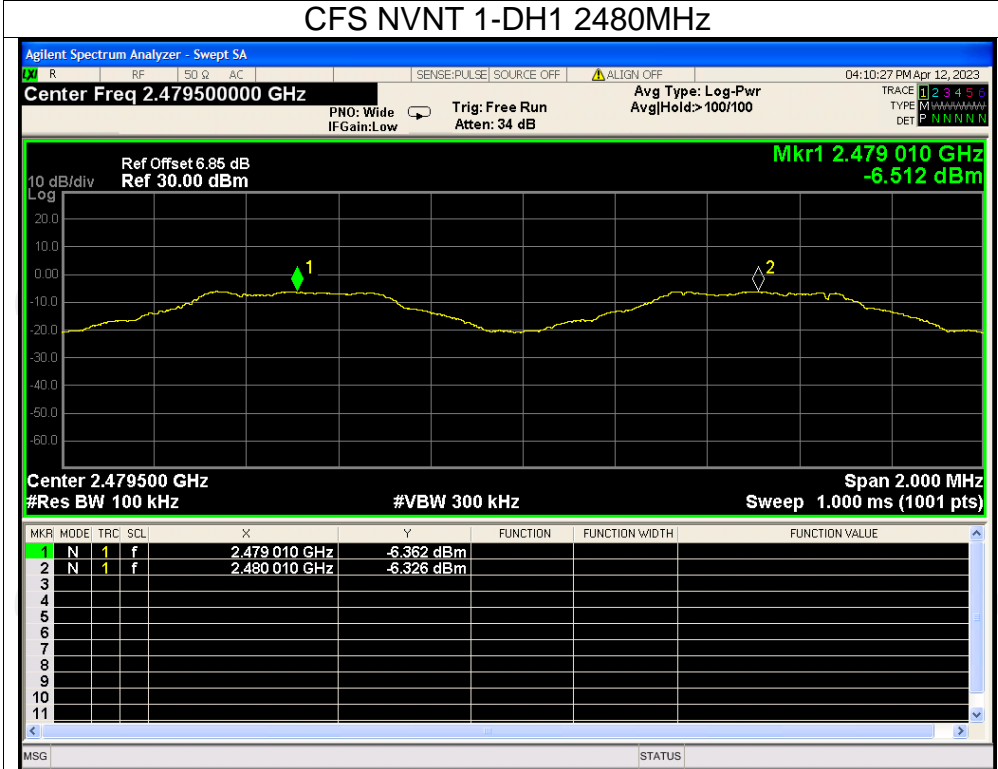 CFS NVNT 1-DH1 2480MHz
Agilent Spectrum Analyzer - Swept SA
LXI R RF 50 Ω AC SENSE:PULSE SOURCE OFF ALIGN OFF 04:10:27 PM Apr 12, 2023
Center Freq 2.479500000 GHz
PNO: Wide
IFGain:Low
Trig: Free Run
Atten: 34 dB
Avg Type: Log-Pwr
Avg|Hold:> 100/100
TRACE 1 2 3 4 5 6
TYPE M WWWWW
DET P N N N N N
Mkr1 2.479 010 GHz
-6.512 dBm
Ref Offset 6.85 dB
10 dB/div Ref 30.00 dBm
Log
20.0
10.0
0.00
-10.0
-20.0
-30.0
-40.0
-50.0
-60.0
1
2
Center 2.479500 GHz Span 2.000 MHz
#Res BW 100 kHz #VBW 300 kHz Sweep 1.000 ms (1001 pts)
MKR MODE TRC SCL X Y FUNCTION FUNCTION WIDTH FUNCTION VALUE
1 N 1 f 2.479 010 GHz -6.362 dBm
2 N 1 f 2.480 010 GHz -6.326 dBm
3
4
5
6
7
8
9
10
11
MSG STATUS